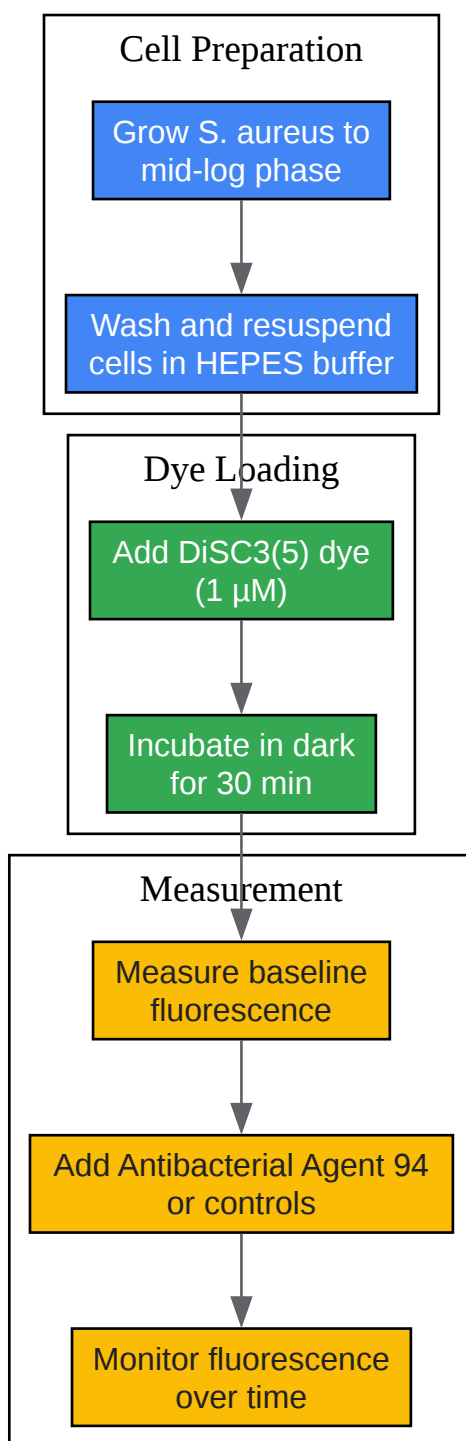 Cell Preparation
Grow S. aureus to
mid-log phase
Wash and resuspend
cells in HEPES buffer
Dye Loading
Add DiSC3(5) dye
(1 µM)
Incubate in dark
for 30 min
Measurement
Measure baseline
fluorescence
Add Antibacterial Agent 94
or controls
Monitor fluorescence
over time